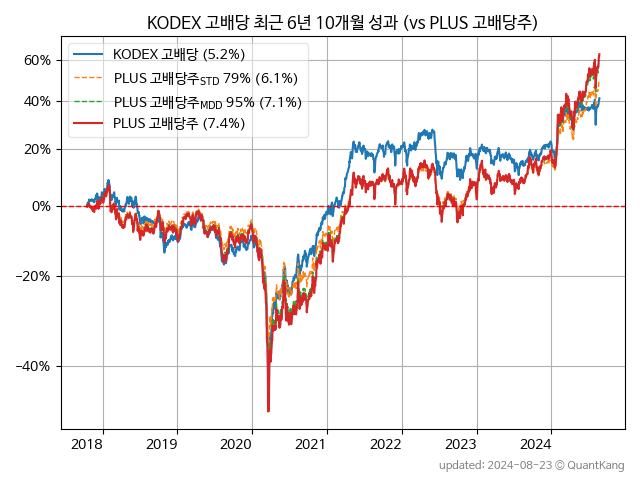 KODEX 고배당 최근 6년 10개월 성과 (vs PLUS 고배당주)
KODEX 고배당 (5.2%)
PLUS 고배당주STD 79% (6.1%)
PLUS 고배당주MDD 95% (7.1%)
PLUS 고배당주 (7.4%)
60%
40%
20%
0%
−20%
−40%
2018 2019 2020 2021 2022 2023 2024
updated: 2024-08-23 © QuantKang